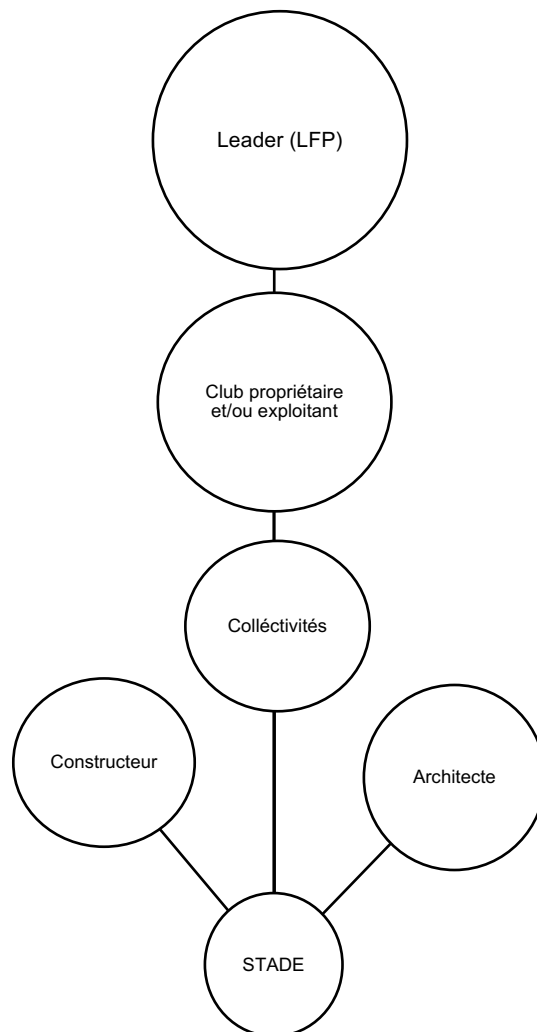 Leader (LFP)
Club propriétaire
et/ou exploitant
Colléctivités
Constructeur
Architecte
STADE